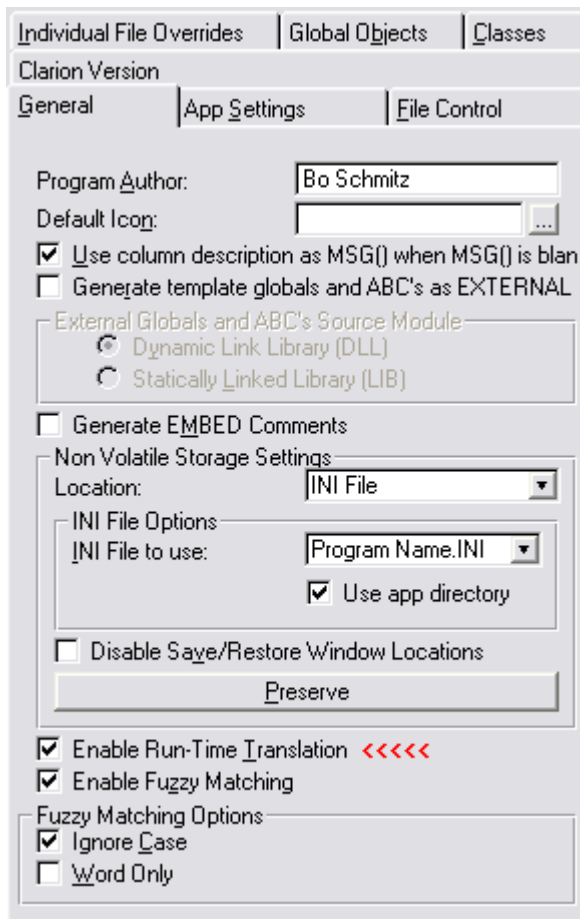 Individual File Overrides Global Objects Classes
Clarion Version
General App Settings File Control
Program Author: Bo Schmitz
Default Icon: ...
Use column description as MSG() when MSG() is blan
Generate template globals and ABC's as EXTERNAL
External Globals and ABC's Source Module
Dynamic Link Library (DLL)
Statically Linked Library (LIB)
Generate EMBED Comments
Non Volatile Storage Settings
Location: INI File
INI File Options
INI File to use: Program Name.INI
Use app directory
Disable Save/Restore Window Locations
Preserve
Enable Run-Time Translation <<<<<
Enable Fuzzy Matching
Fuzzy Matching Options
Ignore Case
Word Only